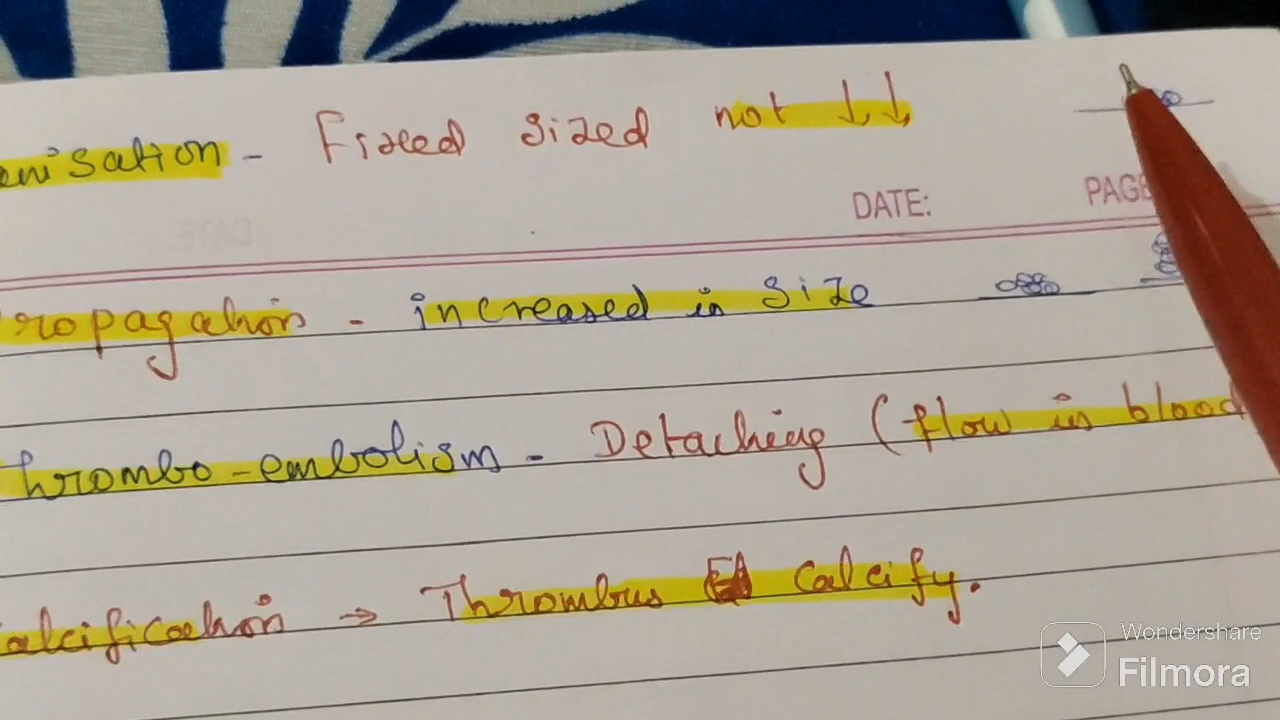 enisation - Fixed sized not ↓↓
DATE: PAGE
ropagation - increased in size
hrombo-embolism - Detaching (flow in blood
alcification → Thrombus calcify.
Wondershare
Filmora